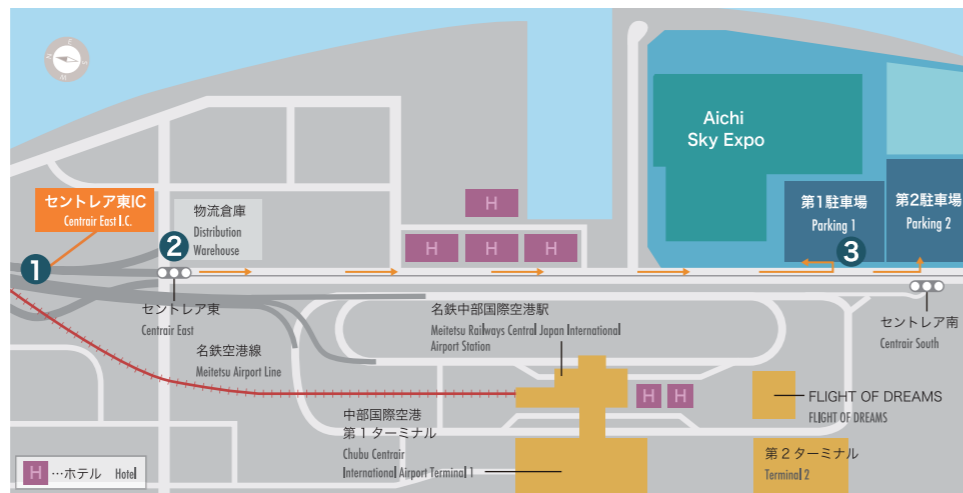 N
E
S
W
Aichi
Sky Expo
セントレア東IC
Centrair East I.C.
物流倉庫
Distribution
Warehouse
第1駐車場
Parking 1
第2駐車場
Parking 2
H
H
H
H
1
2
3
セントレア東
Centrair East
名鉄空港線
Meitetsu Airport Line
名鉄中部国際空港駅
Meitetsu Railways Central Japan International
Airport Station
セントレア南
Centrair South
H
H
FLIGHT OF DREAMS
FLIGHT OF DREAMS
中部国際空港
第1ターミナル
Chubu Centrair
International Airport Terminal 1
第2ターミナル
Terminal 2
H …ホテル Hotel